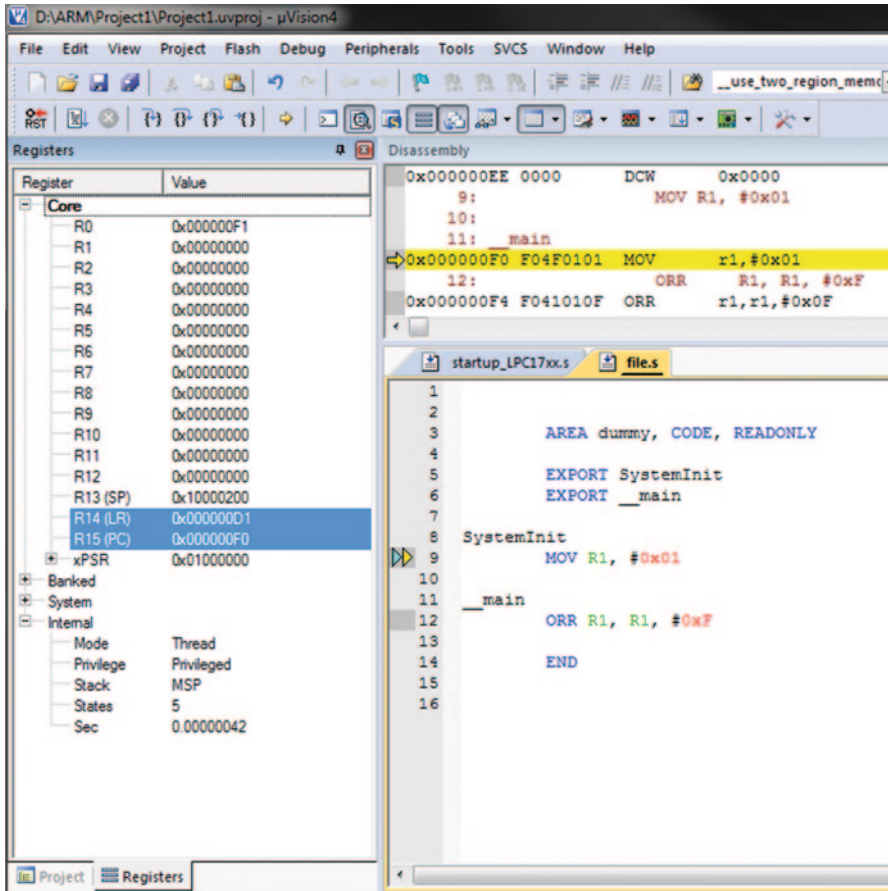 D:\ARM\Project1\Project1.uvproj - µVision4
File Edit View Project Flash Debug Peripherals Tools SVCS Window Help
__use_two_region_memo
RST
Registers
Register Value
Core
R0 0x000000F1
R1 0x00000000
R2 0x00000000
R3 0x00000000
R4 0x00000000
R5 0x00000000
R6 0x00000000
R7 0x00000000
R8 0x00000000
R9 0x00000000
R10 0x00000000
R11 0x00000000
R12 0x00000000
R13 (SP) 0x10000200
R14 (LR) 0x000000D1
R15 (PC) 0x000000F0
xPSR 0x01000000
Banked
System
Internal
Mode Thread
Privilege Privileged
Stack MSP
States 5
Sec 0.00000042
Project Registers
Disassembly
0x000000EE 0000 DCW 0x0000
9: MOV R1, #0x01
10:
11: __main
0x000000F0 F04F0101 MOV r1,#0x01
12: ORR R1, R1, #0xF
0x000000F4 F041010F ORR r1,r1,#0x0F
startup_LPC17xx.s file.s
1
2
3 AREA dummy, CODE, READONLY
4
5 EXPORT SystemInit
6 EXPORT __main
7
8 SystemInit
9 MOV R1, #0x01
10
11 __main
12 ORR R1, R1, #0xF
13
14 END
15
16